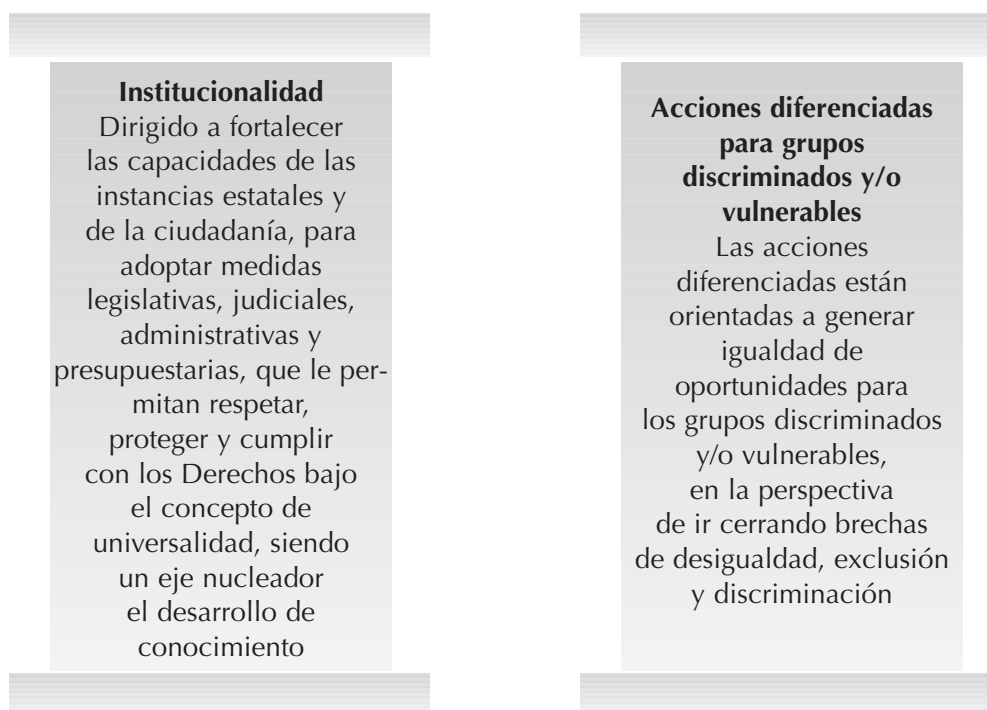 Institucionalidad
Dirigido a fortalecer
las capacidades de las
instancias estatales y
de la ciudadanía, para
adoptar medidas
legislativas, judiciales,
administrativas y
presupuestarias, que le per-
mitan respetar,
proteger y cumplir
con los Derechos bajo
el concepto de
universalidad, siendo
un eje nucleador
el desarrollo de
conocimiento
Acciones diferenciadas
para grupos
discriminados y/o
vulnerables
Las acciones
diferenciadas están
orientadas a generar
igualdad de
oportunidades para
los grupos discriminados
y/o vulnerables,
en la perspectiva
de ir cerrando brechas
de desigualdad, exclusión
y discriminación